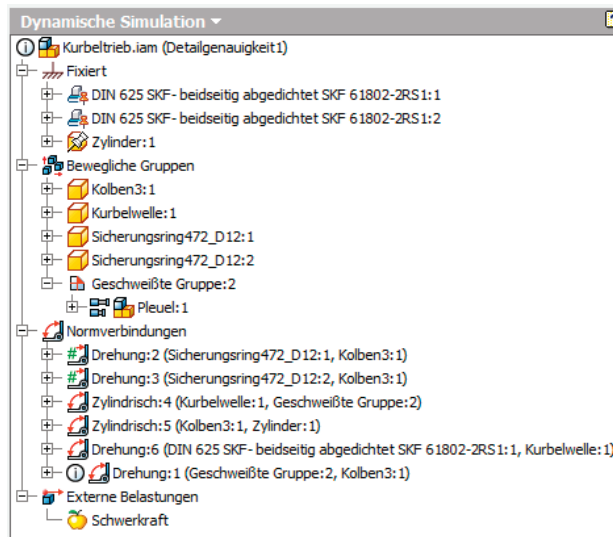 Dynamische Simulation
Kurbeltrieb.iam (Detailgenauigkeit1)
Fixiert
DIN 625 SKF- beidseitig abgedichtet SKF 61802-2RS1:1
DIN 625 SKF- beidseitig abgedichtet SKF 61802-2RS1:2
Zylinder:1
Bewegliche Gruppen
Kolben3:1
Kurbelwelle:1
Sicherungsring472_D12:1
Sicherungsring472_D12:2
Geschweißte Gruppe:2
Pleuel:1
Normverbindungen
# Drehung:2 (Sicherungsring472_D12:1, Kolben3:1)
# Drehung:3 (Sicherungsring472_D12:2, Kolben3:1)
Zylindrisch:4 (Kurbelwelle:1, Geschweißte Gruppe:2)
Zylindrisch:5 (Kolben3:1, Zylinder:1)
Drehung:6 (DIN 625 SKF- beidseitig abgedichtet SKF 61802-2RS1:1, Kurbelwelle:1)
Drehung:1 (Geschweißte Gruppe:2, Kolben3:1)
Externe Belastungen
Schwerkraft